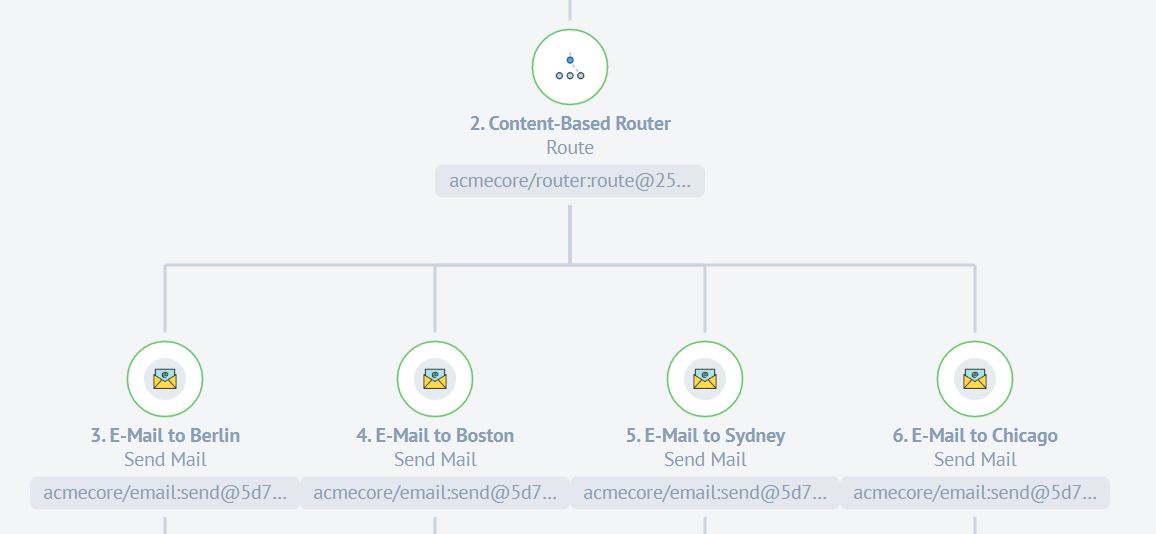 2. Content-Based Router
Route
acmecore/router:route@25...
3. E-Mail to Berlin
Send Mail
acmecore/email:send@5d7...
4. E-Mail to Boston
Send Mail
acmecore/email:send@5d7...
5. E-Mail to Sydney
Send Mail
acmecore/email:send@5d7...
6. E-Mail to Chicago
Send Mail
acmecore/email:send@5d7...